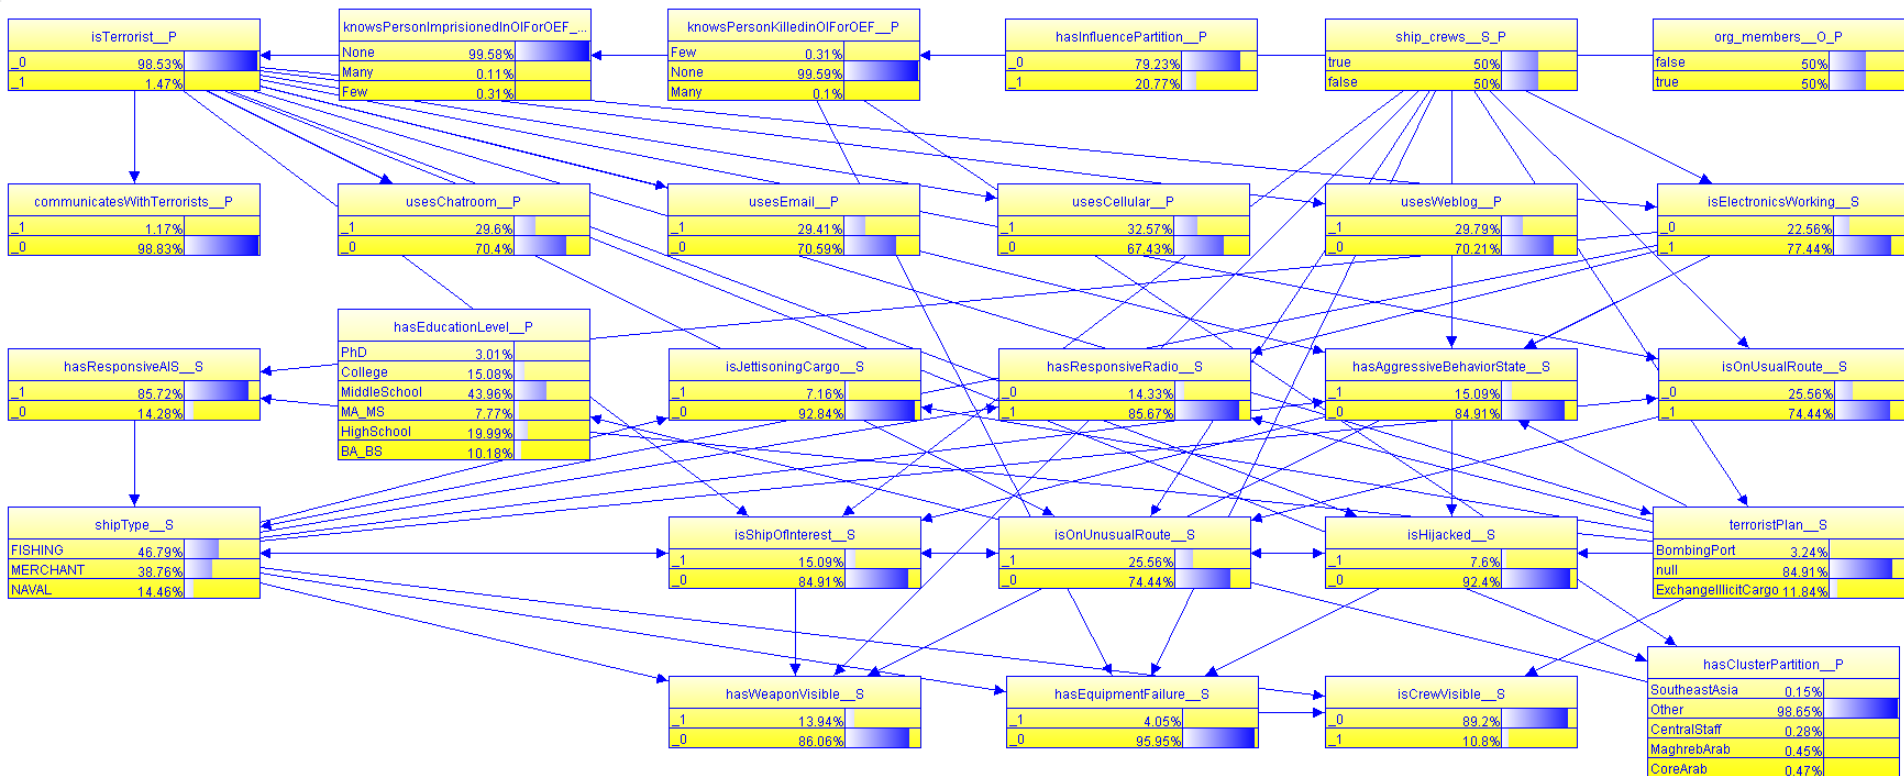 isTerrorist__P
_0 98.53%
_1 1.47%
knowsPersonImprisionedInOIForOEF_...
None 99.58%
Many 0.11%
Few 0.31%
knowsPersonKilledinOIForOEF__P
Few 0.31%
None 99.59%
Many 0.1%
hasInfluencePartition__P
_0 79.23%
_1 20.77%
ship_crews__S_P
true 50%
false 50%
org_members__O_P
false 50%
true 50%
communicatesWithTerrorists__P
_1 1.17%
_0 98.83%
usesChatroom__P
_1 29.6%
_0 70.4%
usesEmail__P
_1 29.41%
_0 70.59%
usesCellular__P
_1 32.57%
_0 67.43%
usesWeblog__P
_1 29.79%
_0 70.21%
isElectronicsWorking__S
_0 22.56%
_1 77.44%
hasResponsiveAIS__S
_1 85.72%
_0 14.28%
hasEducationLevel__P
PhD 3.01%
College 15.08%
MiddleSchool 43.96%
MA_MS 7.77%
HighSchool 19.99%
BA_BS 10.18%
isJettisoningCargo__S
_1 7.16%
_0 92.84%
hasResponsiveRadio__S
_0 14.33%
_1 85.67%
hasAggressiveBehaviorState__S
_1 15.09%
_0 84.91%
isOnUsualRoute__S
_0 25.56%
_1 74.44%
shipType__S
FISHING 46.79%
MERCHANT 38.76%
NAVAL 14.46%
isShipOfInterest__S
_1 15.09%
_0 84.91%
isOnUnusualRoute__S
_1 25.56%
_0 74.44%
isHijacked__S
_1 7.6%
_0 92.4%
terroristPlan__S
BombingPort 3.24%
null 84.91%
ExchangeIllicitCargo 11.84%
hasWeaponVisible__S
_1 13.94%
_0 86.06%
hasEquipmentFailure__S
_1 4.05%
_0 95.95%
isCrewVisible__S
_0 89.2%
_1 10.8%
hasClusterPartition__P
SoutheastAsia 0.15%
Other 98.65%
CentralStaff 0.28%
MaghrebArab 0.45%
CoreArab 0.47%